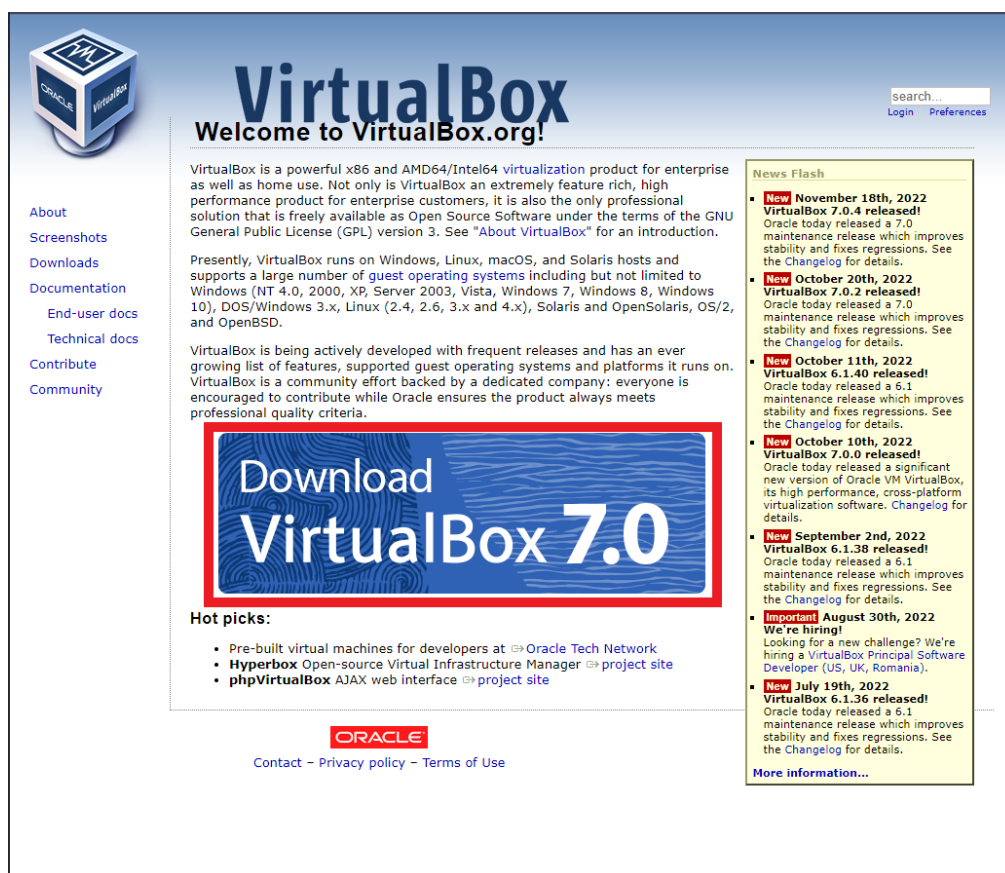 ORACLE
VirtualBox
VirtualBox
search...
Login Preferences
Welcome to VirtualBox.org!
About
Screenshots
Downloads
Documentation
End-user docs
Technical docs
Contribute
Community
VirtualBox is a powerful x86 and AMD64/Intel64 virtualization product for enterprise
as well as home use. Not only is VirtualBox an extremely feature rich, high
performance product for enterprise customers, it is also the only professional
solution that is freely available as Open Source Software under the terms of the GNU
General Public License (GPL) version 3. See "About VirtualBox" for an introduction.
Presently, VirtualBox runs on Windows, Linux, macOS, and Solaris hosts and
supports a large number of guest operating systems including but not limited to
Windows (NT 4.0, 2000, XP, Server 2003, Vista, Windows 7, Windows 8, Windows
10), DOS/Windows 3.x, Linux (2.4, 2.6, 3.x and 4.x), Solaris and OpenSolaris, OS/2,
and OpenBSD.
VirtualBox is being actively developed with frequent releases and has an ever
growing list of features, supported guest operating systems and platforms it runs on.
VirtualBox is a community effort backed by a dedicated company: everyone is
encouraged to contribute while Oracle ensures the product always meets
professional quality criteria.
Download
VirtualBox 7.0
Hot picks:
• Pre-built virtual machines for developers at Oracle Tech Network
• Hyperbox Open-source Virtual Infrastructure Manager project site
• phpVirtualBox AJAX web interface project site
News Flash
New November 18th, 2022
VirtualBox 7.0.4 released!
Oracle today released a 7.0
maintenance release which improves
stability and fixes regressions. See
the Changelog for details.
New October 20th, 2022
VirtualBox 7.0.2 released!
Oracle today released a 7.0
maintenance release which improves
stability and fixes regressions. See
the Changelog for details.
New October 11th, 2022
VirtualBox 6.1.40 released!
Oracle today released a 6.1
maintenance release which improves
stability and fixes regressions. See
the Changelog for details.
New October 10th, 2022
VirtualBox 7.0.0 released!
Oracle today released a significant
new version of Oracle VM VirtualBox,
its high performance, cross-platform
virtualization software. Changelog for
details.
New September 2nd, 2022
VirtualBox 6.1.38 released!
Oracle today released a 6.1
maintenance release which improves
stability and fixes regressions. See
the Changelog for details.
Important August 30th, 2022
We're hiring!
Looking for a new challenge? We're
hiring a VirtualBox Principal Software
Developer (US, UK, Romania).
New July 19th, 2022
VirtualBox 6.1.36 released!
Oracle today released a 6.1
maintenance release which improves
stability and fixes regressions. See
the Changelog for details.
More information...
ORACLE
Contact – Privacy policy – Terms of Use